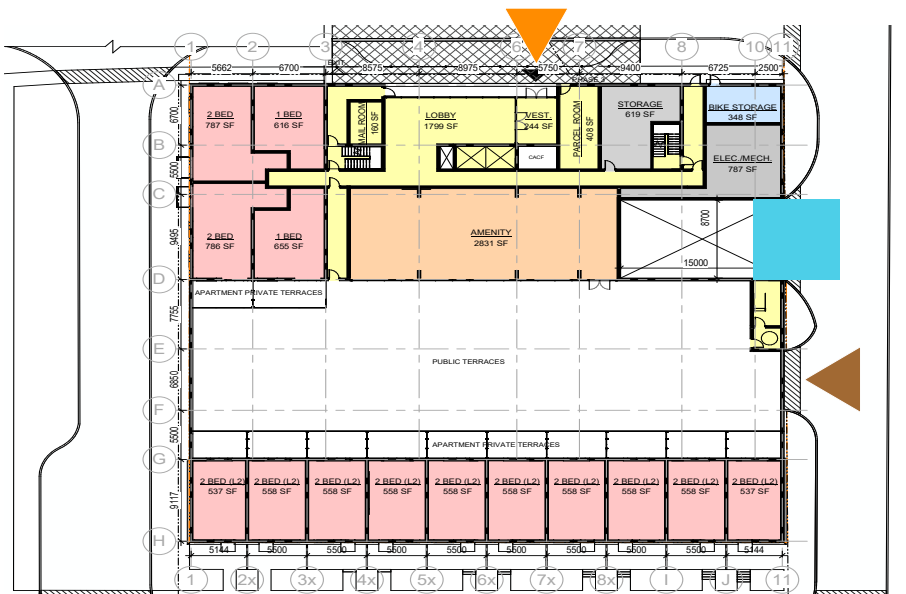 1 2 3 4 6 7 8 10 11
5662 6700 8575 8975 5750 9400 6725 2500
EXIT
PHASE 3
A
B
C
D
E
F
G
H
6700
5500
9495
7755
6850
5500
9117
2 BED
787 SF
1 BED
616 SF
MAIL ROOM
160 SF
LOBBY
1799 SF
VEST.
244 SF
CACF
PARCEL ROOM
408 SF
STORAGE
619 SF
BIKE STORAGE
348 SF
ELEC./MECH.
787 SF
2 BED
786 SF
1 BED
655 SF
AMENITY
2831 SF
8700
15000
APARTMENT PRIVATE TERRACES
PUBLIC TERRACES
APARTMENT PRIVATE TERRACES
2 BED (L2) 2 BED (L2) 2 BED (L2) 2 BED (L2) 2 BED (L2) 2 BED (L2) 2 BED (L2) 2 BED (L2) 2 BED (L2) 2 BED (L2)
537 SF 558 SF 558 SF 558 SF 558 SF 558 SF 558 SF 558 SF 558 SF 537 SF
5144 5500 5500 5500 5500 5500 5500 5500 5500 5144
1 2x 3x 4x 5x 6x 7x 8x I J 11